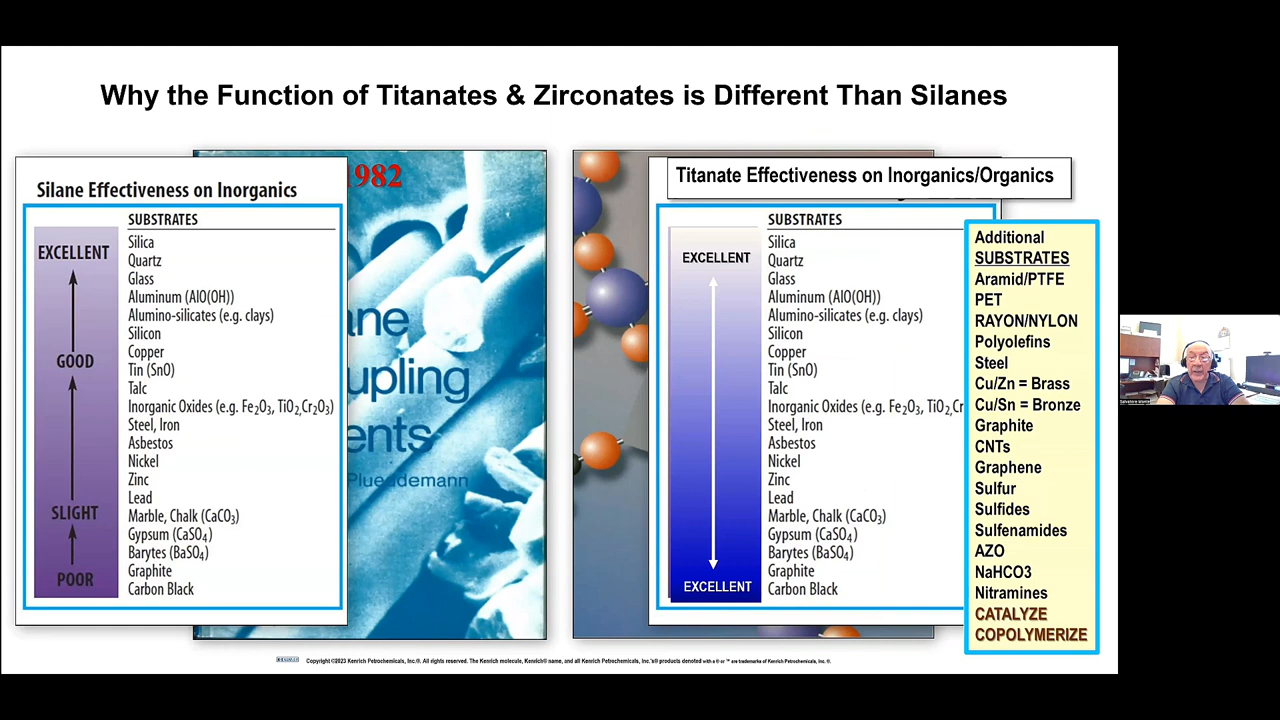 Why the Function of Titanates & Zirconates is Different Than Silanes
1982
Silane Effectiveness on Inorganics
SUBSTRATES
EXCELLENT
GOOD
SLIGHT
POOR
Silica
Quartz
Glass
Aluminum (AlO(OH))
Alumino-silicates (e.g. clays)
Silicon
Copper
Tin (SnO)
Talc
Inorganic Oxides (e.g. Fe2O3, TiO2,Cr2O3)
Steel, Iron
Asbestos
Nickel
Zinc
Lead
Marble, Chalk (CaCO3)
Gypsum (CaSO4)
Barytes (BaSO4)
Graphite
Carbon Black
ane
upling
ents
Plueddemann
Titanate Effectiveness on Inorganics/Organics
SUBSTRATES
EXCELLENT
EXCELLENT
Silica
Quartz
Glass
Aluminum (AlO(OH))
Alumino-silicates (e.g. clays)
Silicon
Copper
Tin (SnO)
Talc
Inorganic Oxides (e.g. Fe2O3, TiO2,Cr
Steel, Iron
Asbestos
Nickel
Zinc
Lead
Marble, Chalk (CaCO3)
Gypsum (CaSO4)
Barytes (BaSO4)
Graphite
Carbon Black
Additional
SUBSTRATES
Aramid/PTFE
PET
RAYON/NYLON
Polyolefins
Steel
Cu/Zn = Brass
Cu/Sn = Bronze
Graphite
CNTs
Graphene
Sulfur
Sulfides
Sulfenamides
AZO
NaHCO3
Nitramines
CATALYZE
COPOLYMERIZE
Copyright ©2023 Kenrich Petrochemicals, Inc.®. All rights reserved. The Kenrich molecule, Kenrich® name, and all Kenrich Petrochemicals, Inc.'s® products denoted with a ® or ™ are trademarks of Kenrich Petrochemicals, Inc. ®.